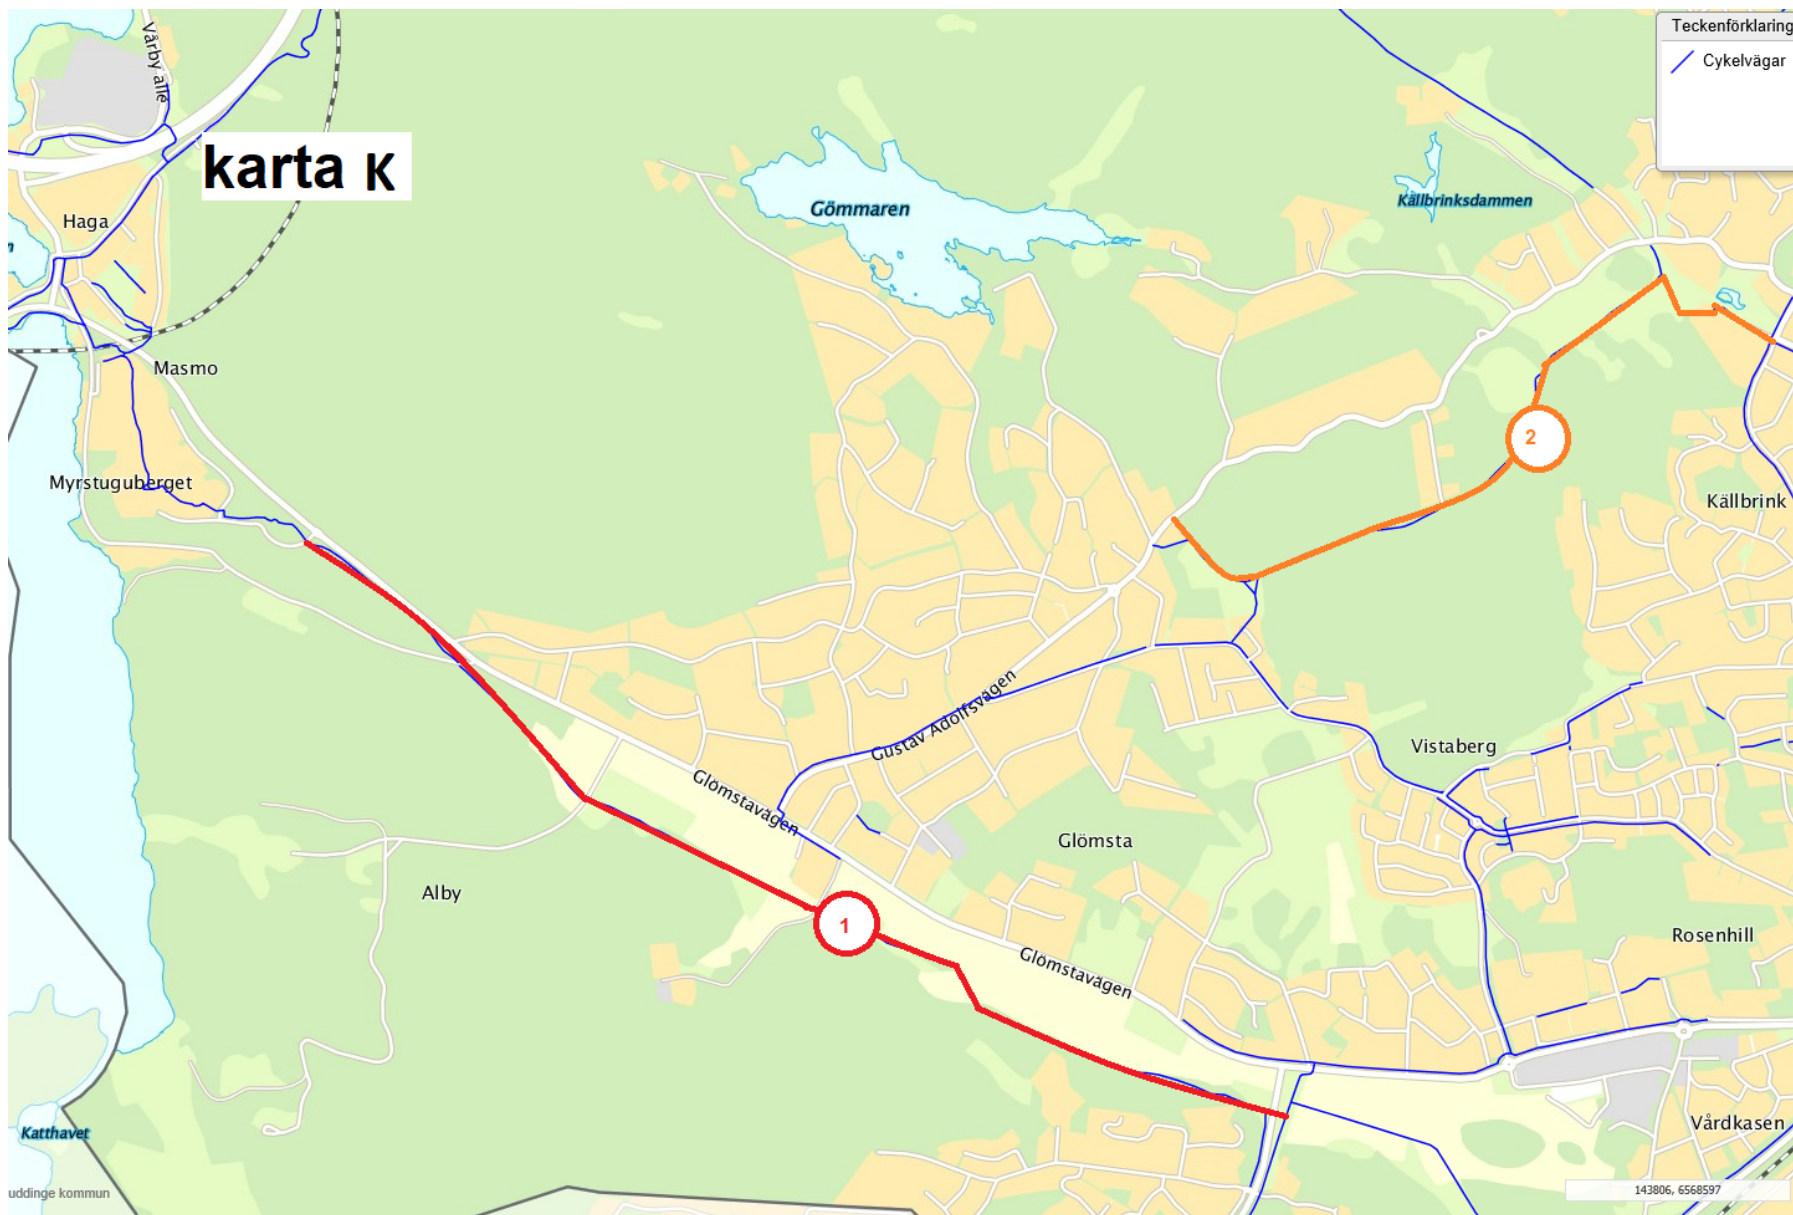 Teckenförklaring
Cykelvägar
Vårby allé
karta K
Haga
Gömmaren
Källbrinksdammen
Masmo
2
Myrstuguberget
Källbrink
Gustav Adolfsvägen
Vistaberg
Glömstavägen
Glömsta
Alby
1
Rosenhill
Glömstavägen
Vårdkasen
Katthavet
uddinge kommun
143806, 6568597